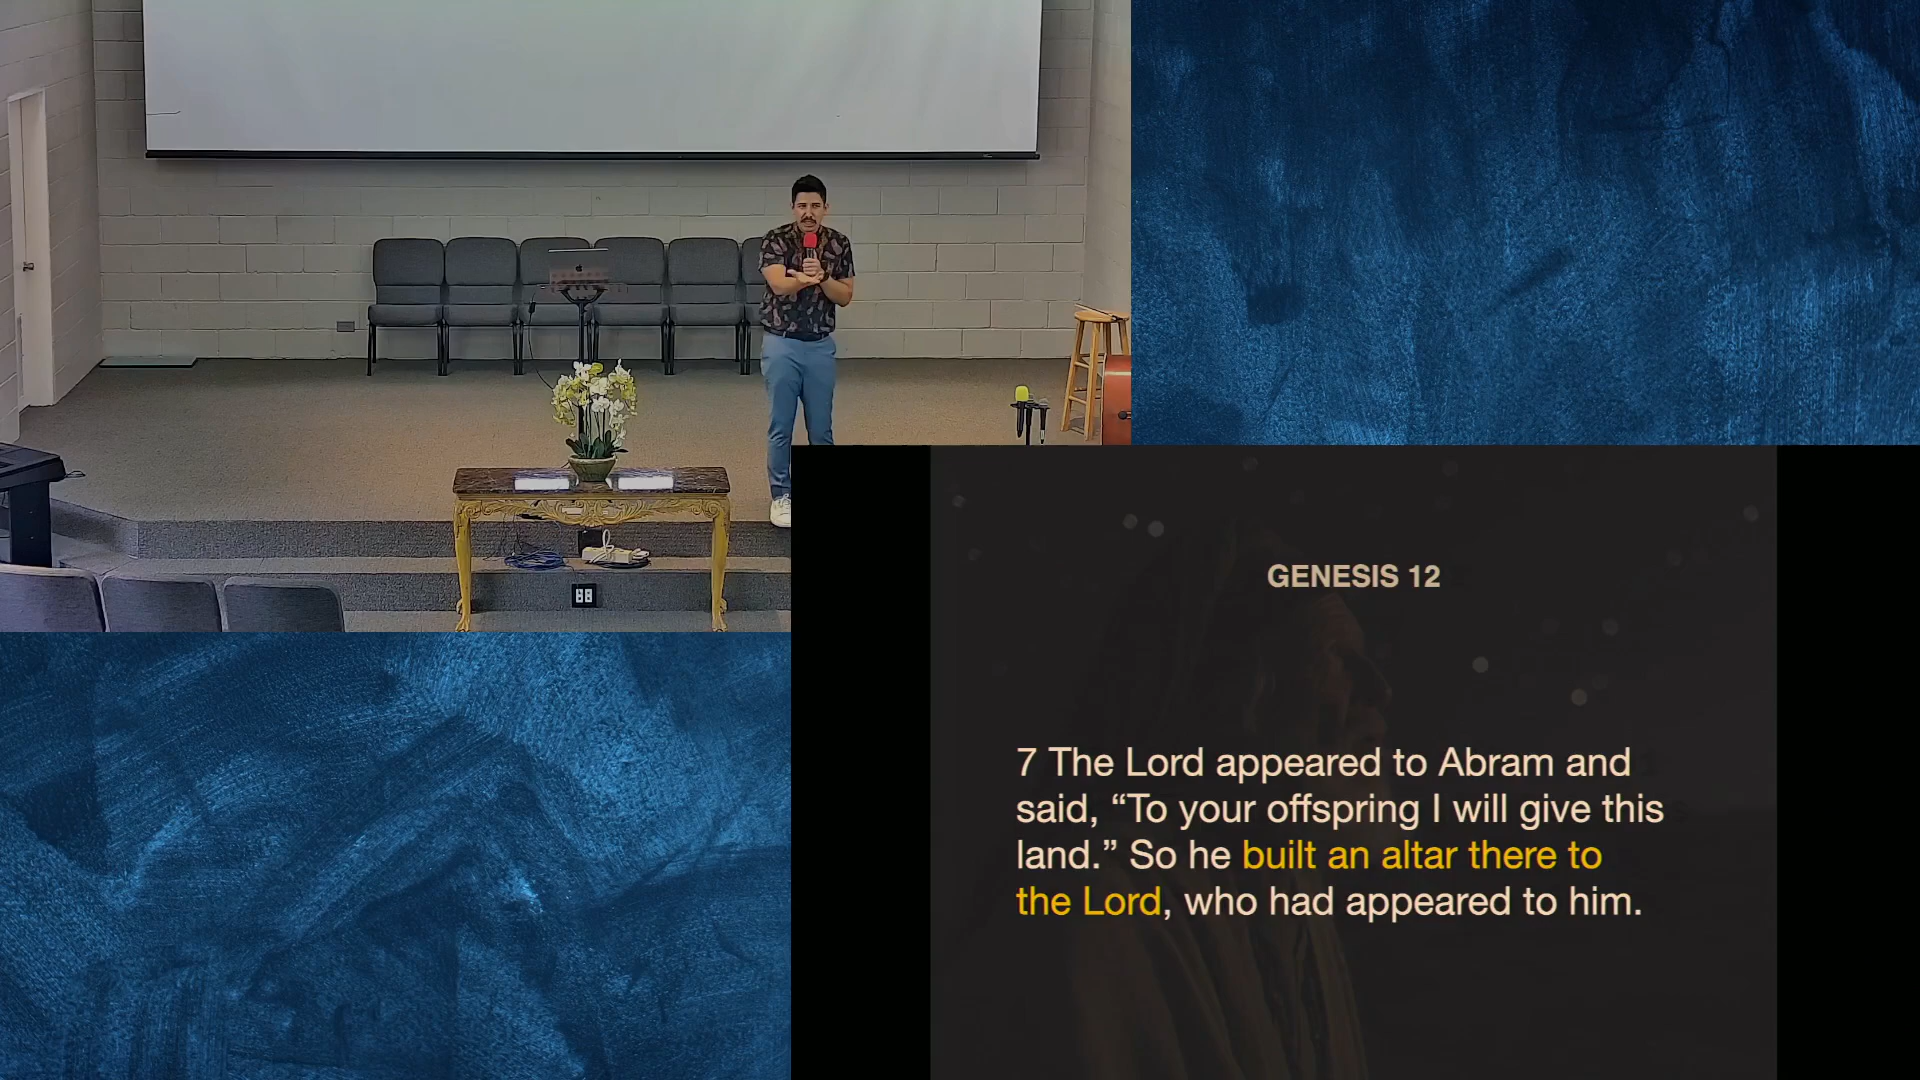 GENESIS 12
7 The Lord appeared to Abram and
said, “To your offspring I will give this
land.” So he built an altar there to
the Lord, who had appeared to him.